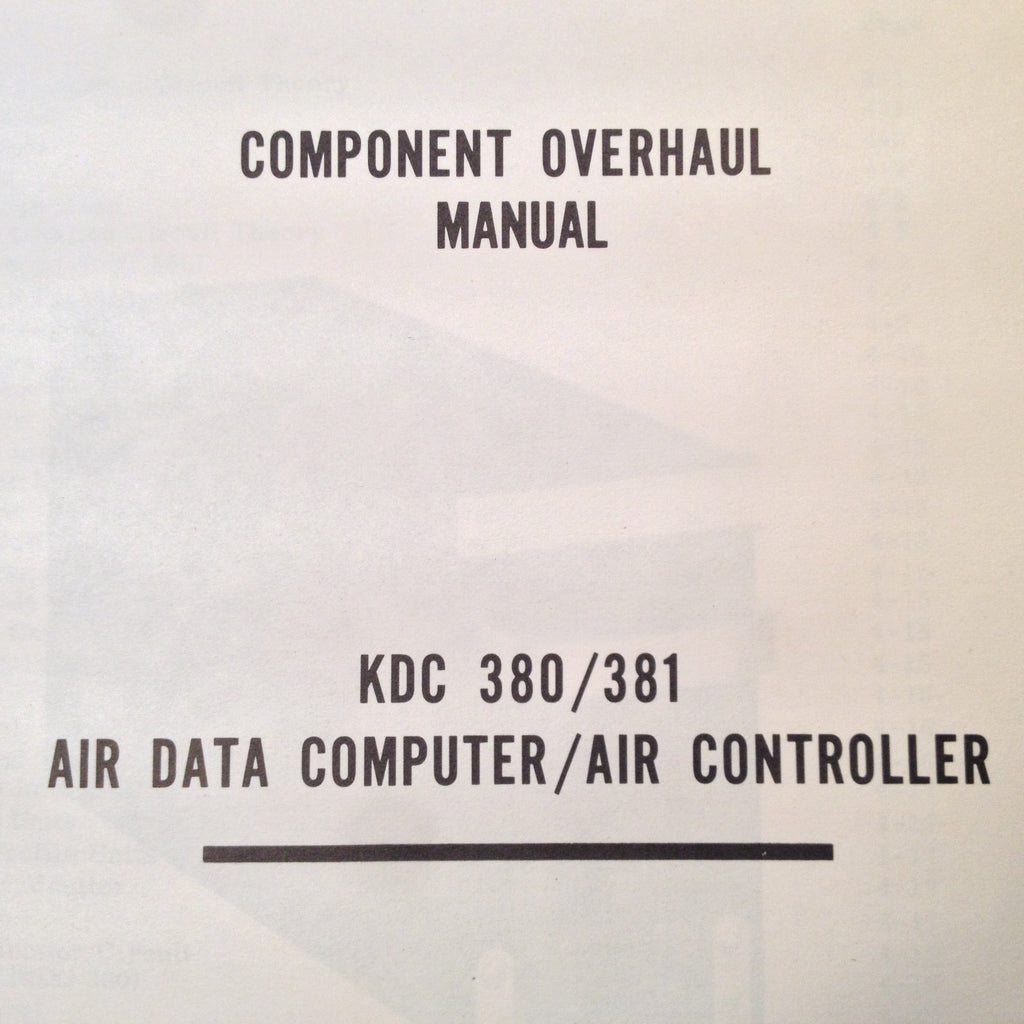 COMPONENT OVERHAUL
MANUAL
KDC 380/381
AIR DATA COMPUTER/AIR CONTROLLER